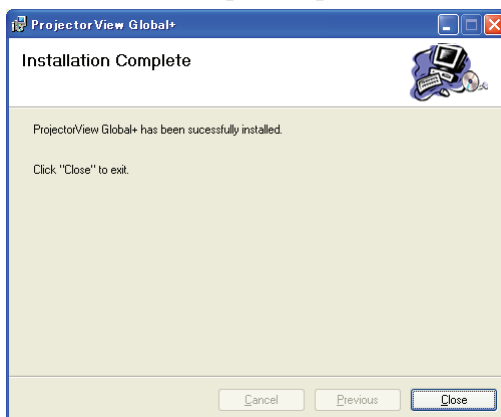 ProjectorView Global+
Installation Complete
ProjectorView Global+ has been sucessfully installed.
Click "Close" to exit.
Cancel Previous Close